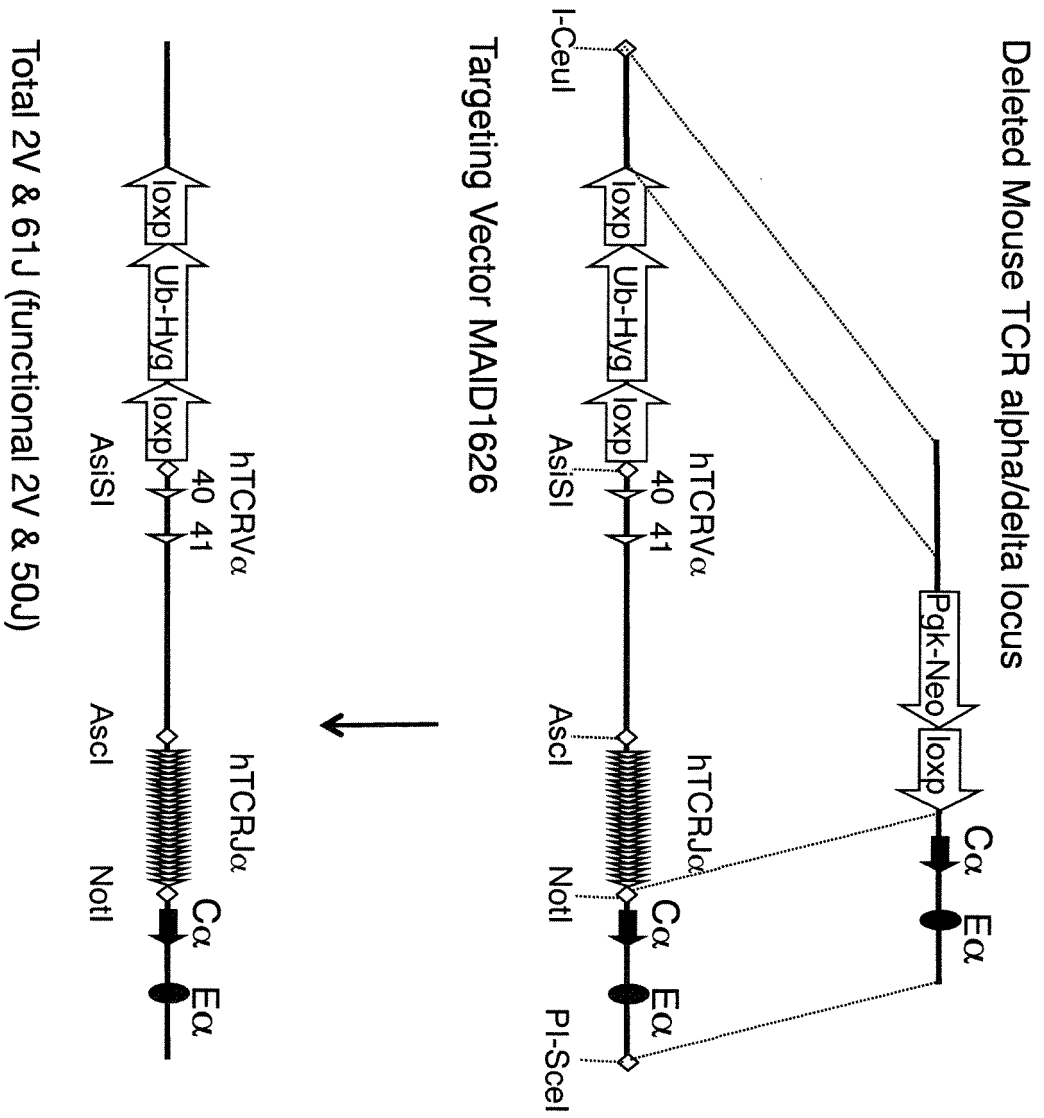 Deleted Mouse TCR alpha/delta locus
Pgk-Neo
loxp
Cα
Eα
hTCRVα
hTCRJα
40 41
Cα
Eα
loxp
Ub-Hyg
loxp
I-CeuI
AsiSI
AscI
NotI
PI-SceI
Targeting Vector MAID1626
hTCRVα
hTCRJα
40 41
Cα
Eα
loxp
Ub-Hyg
loxp
AsiSI
AscI
NotI
Total 2V & 61J (functional 2V & 50J)